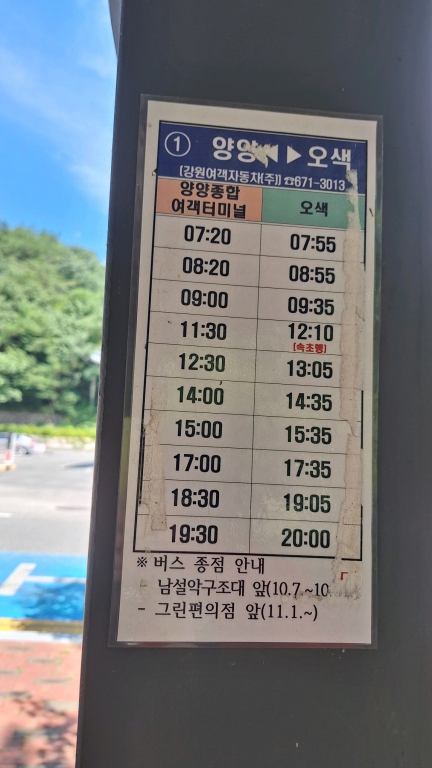 ① 양양◀▶오색
(강원여객자동차(주)) ☎671-3013
양양종합
여객터미널 오색
07:20 07:55
08:20 08:55
09:00 09:35
11:30 12:10
(속초행)
12:30 13:05
14:00 14:35
15:00 15:35
17:00 17:35
18:30 19:05
19:30 20:00
※ 버스 종점 안내
- 남설악구조대 앞(10.7.~10
- 그린편의점 앞(11.1.~)